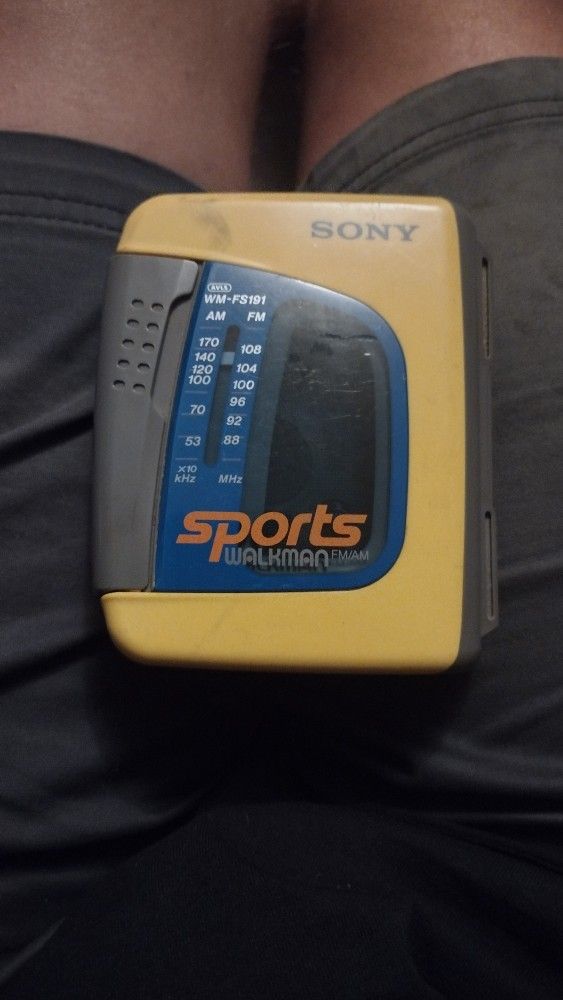 SONY
AVLS
WM-FS191
AM FM
170 108
140 104
120
100 100
96
70
92
53 88
x10
kHz MHz
sports
WALKMAN FM/AM